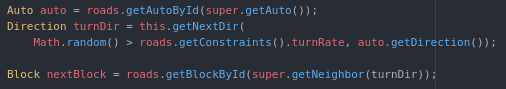 Auto auto = roads.getAutoById(super.getAuto());
Direction turnDir = this.getNextDir(
    Math.random() > roads.getConstraints().turnRate, auto.getDirection());
Block nextBlock = roads.getBlockById(super.getNeighbor(turnDir));